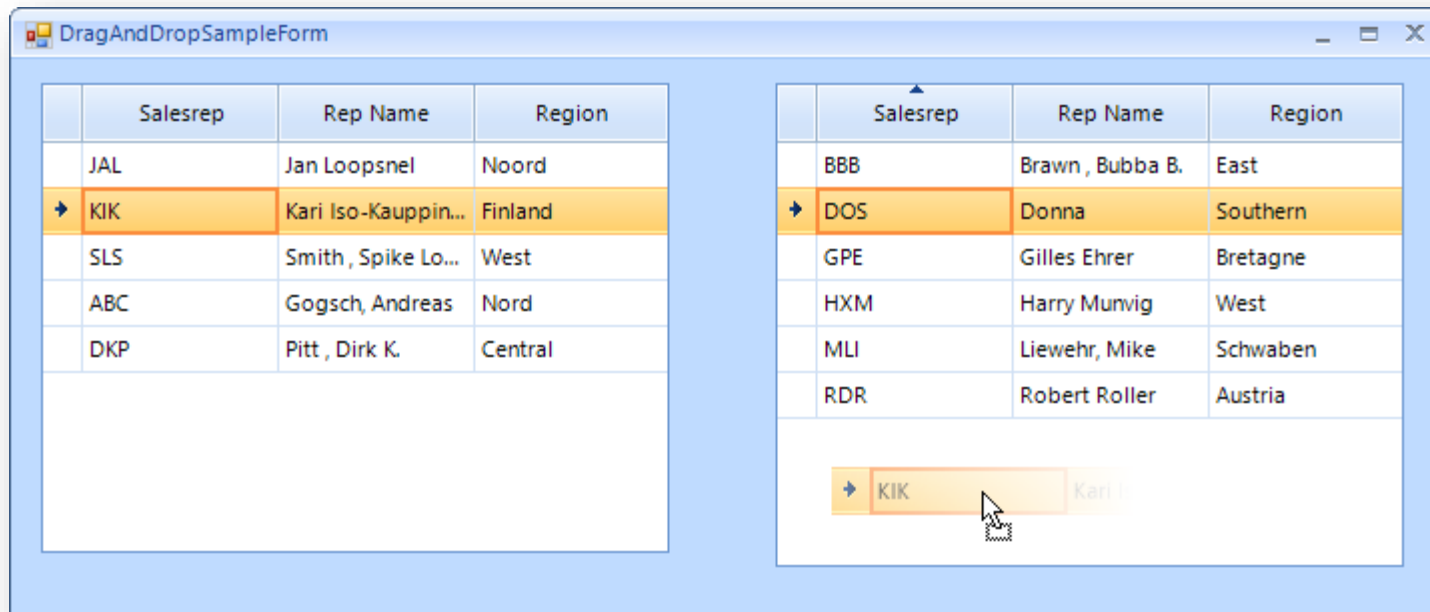 DragAndDropSampleForm
Salesrep Rep Name Region
JAL Jan Loopsnel Noord
KIK Kari Iso-Kauppin... Finland
SLS Smith , Spike Lo... West
ABC Gogsch, Andreas Nord
DKP Pitt , Dirk K. Central
Salesrep Rep Name Region
BBB Brawn , Bubba B. East
DOS Donna Southern
GPE Gilles Ehrer Bretagne
HXM Harry Munvig West
MLI Liewehr, Mike Schwaben
RDR Robert Roller Austria
KIK Kari